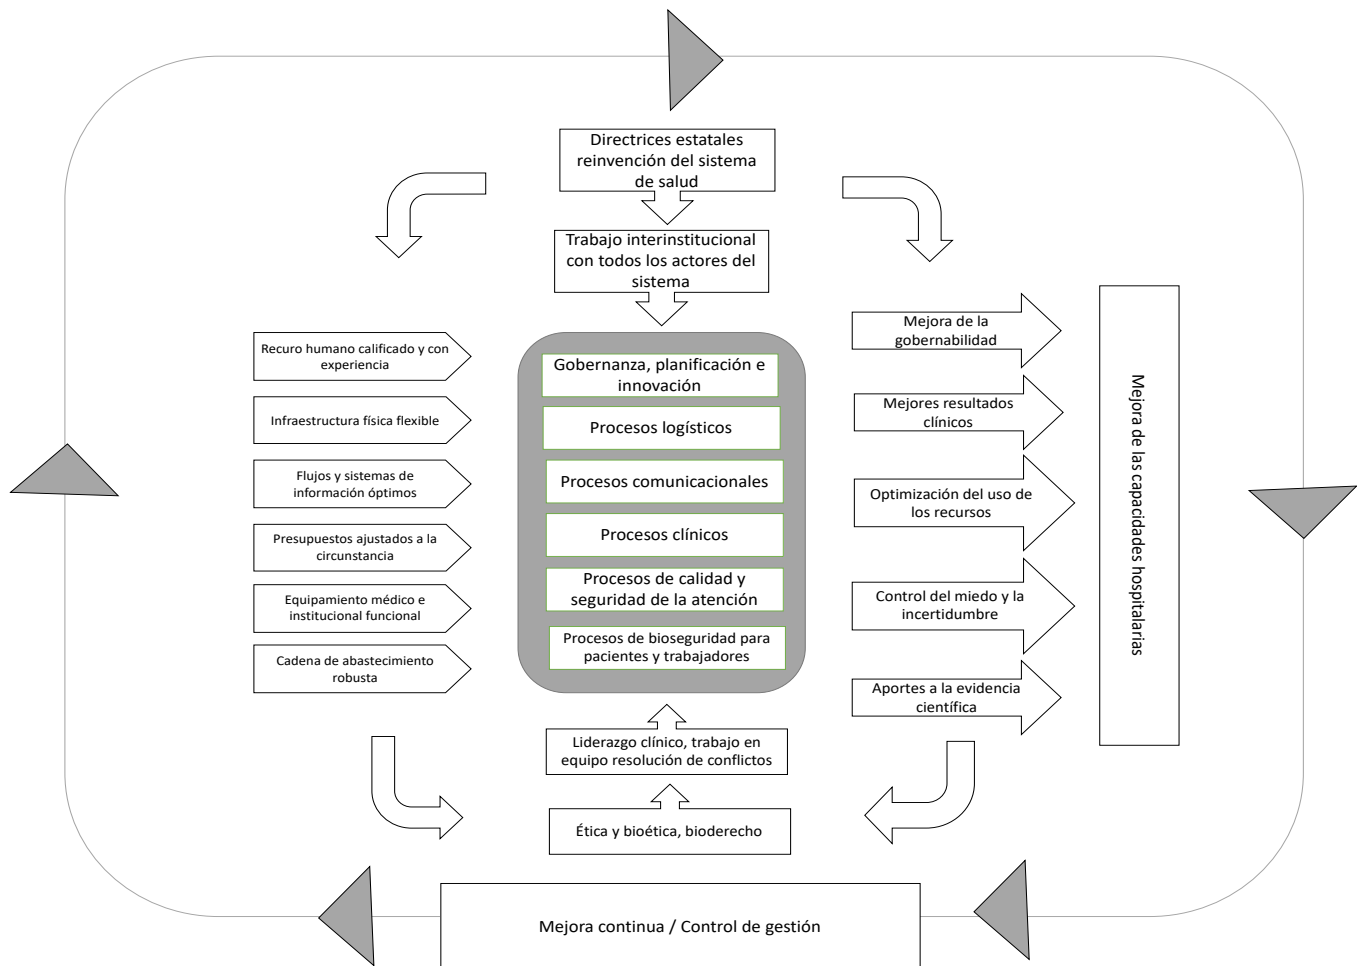 Directrices estatales
reinvención del sistema
de salud
Trabajo interinstitucional
con todos los actores del
sistema
Recuro humano calificado y con
experiencia
Infraestructura física flexible
Flujos y sistemas de
información óptimos
Presupuestos ajustados a la
circunstancia
Equipamiento médico e
institucional funcional
Cadena de abastecimiento
robusta
Gobernanza, planificación e
innovación
Procesos logísticos
Procesos comunicacionales
Procesos clínicos
Procesos de calidad y
seguridad de la atención
Procesos de bioseguridad para
pacientes y trabajadores
Mejora de la
gobernabilidad
Mejores resultados
clínicos
Optimización del uso de
los recursos
Control del miedo y la
incertidumbre
Aportes a la evidencia
científica
Mejora de las capacidades hospitalarias
Liderazgo clínico, trabajo en
equipo resolución de conflictos
Ética y bioética, bioderecho
Mejora continua / Control de gestión